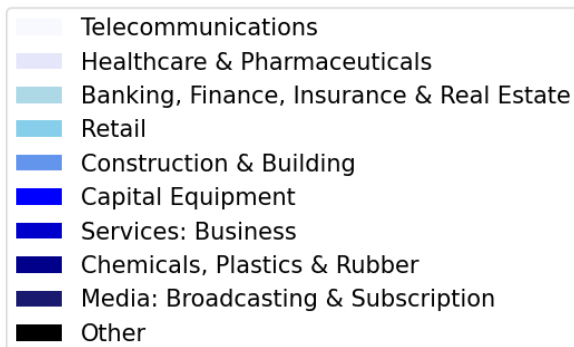 Telecommunications
Healthcare & Pharmaceuticals
Banking, Finance, Insurance & Real Estate
Retail
Construction & Building
Capital Equipment
Services: Business
Chemicals, Plastics & Rubber
Media: Broadcasting & Subscription
Other